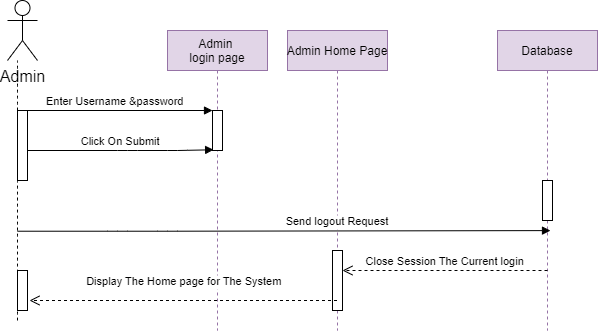 Admin
login page
Admin Home Page
Database
Admin
Enter Username &password
Click On Submit
Send logout Request
Close Session The Current login
Display The Home page for The System